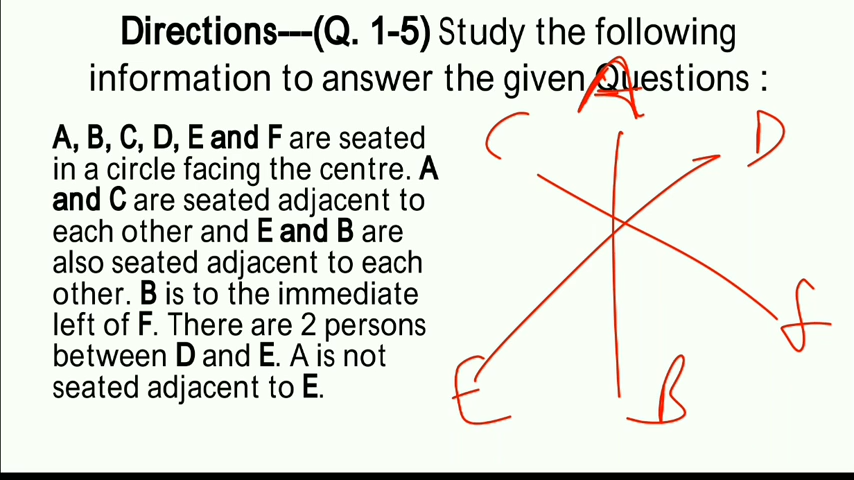 Directions---(Q. 1-5) Study the following
information to answer the given Questions :
A, B, C, D, E and F are seated
in a circle facing the centre. A
and C are seated adjacent to
each other and E and B are
also seated adjacent to each
other. B is to the immediate
left of F. There are 2 persons
between D and E. A is not
seated adjacent to E.
A
C
D
f
E
B